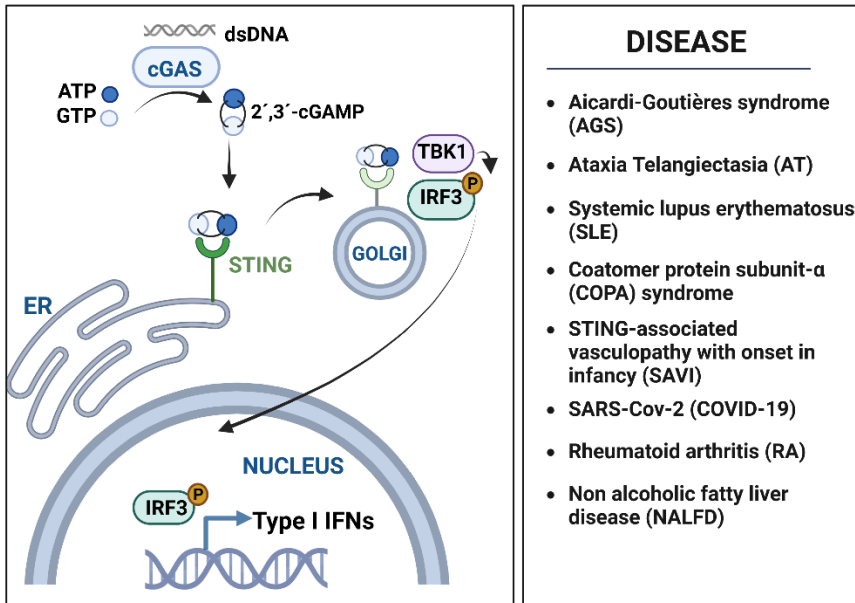 dsDNA
cGAS
ATP
GTP
2´,3´-cGAMP
TBK1
P
IRF3
GOLGI
STING
ER
NUCLEUS
IRF3
P
Type I IFNs
DISEASE
• Aicardi-Goutières syndrome
(AGS)
• Ataxia Telangiectasia (AT)
• Systemic lupus erythematosus
(SLE)
• Coatomer protein subunit-α
(COPA) syndrome
• STING-associated
vasculopathy with onset in
infancy (SAVI)
• SARS-Cov-2 (COVID-19)
• Rheumatoid arthritis (RA)
• Non alcoholic fatty liver
disease (NALFD)